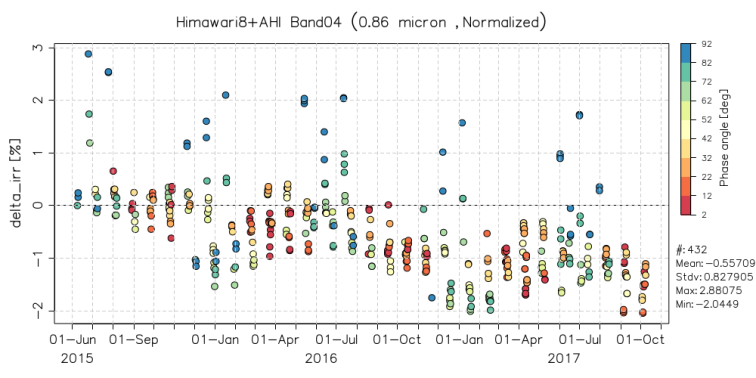 Himawari8+AHI Band04 (0.86 micron ,Normalized)
3
2
1
0
−1
−2
delta_irr [%]
01−Jun
01−Sep
01−Jan
01−Apr
01−Jul
01−Oct
01−Jan
01−Apr
01−Jul
01−Oct
2015
2016
2017
92
82
72
62
52
42
32
22
12
2
Phase angle [deg]
#: 432
Mean: −0.55709
Stdv: 0.827905
Max: 2.88075
Min: −2.0449